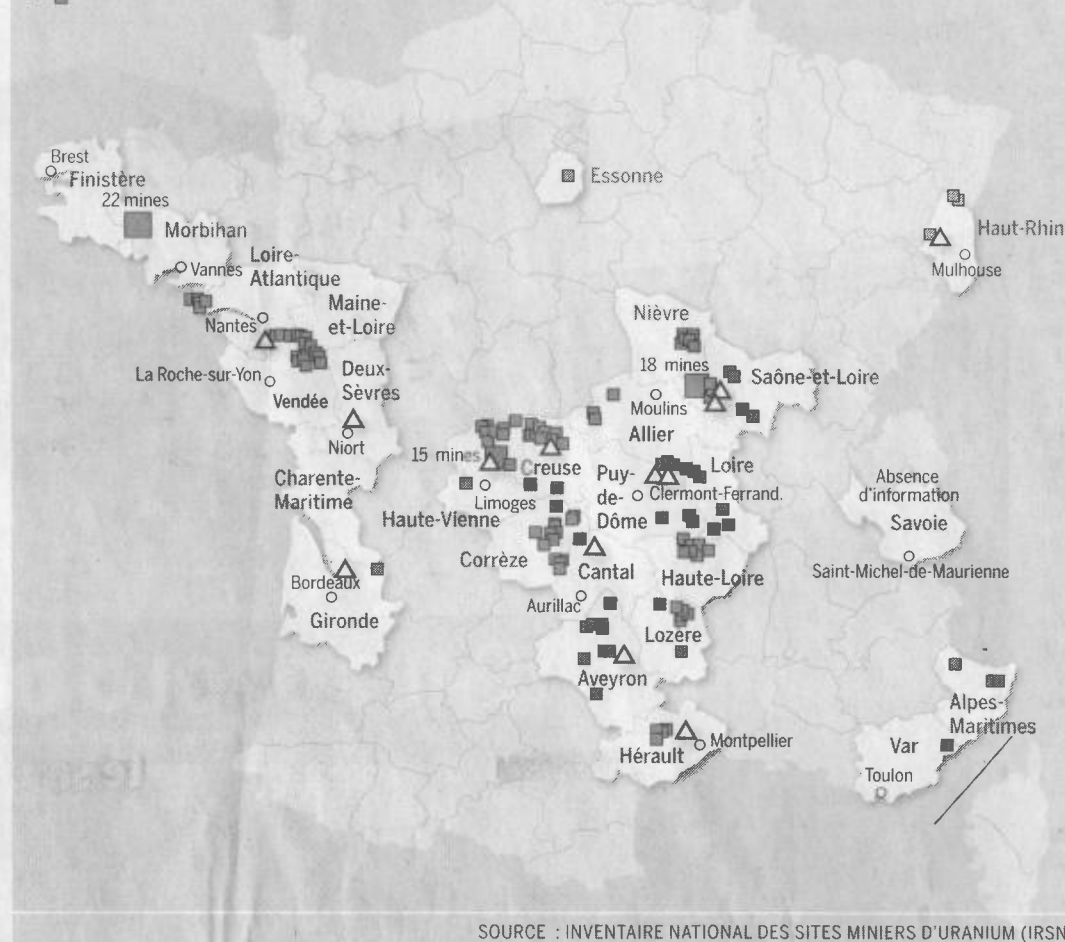 Brest
Finistère
22 mines
Morbihan
Vannes
Loire-
Atlantique
Nantes
Maine-
et-Loire
La Roche-sur-Yon
Vendée
Deux-
Sèvres
Niort
Charente-
Maritime
Bordeaux
Gironde
Essonne
Haut-Rhin
Mulhouse
Nièvre
18 mines
Saône-et-Loire
Moulins
Allier
15 mines
Creuse
Limoges
Haute-Vienne
Puy-
de-
Dôme
Loire
Clermont-Ferrand.
Corrèze
Cantal
Haute-Loire
Aurillac
Lozère
Aveyron
Hérault
Montpellier
Absence
d'information
Savoie
Saint-Michel-de-Maurienne
Alpes-
Maritimes
Var
Toulon
SOURCE : INVENTAIRE NATIONAL DES SITES MINIERS D'URANIUM (IRSN